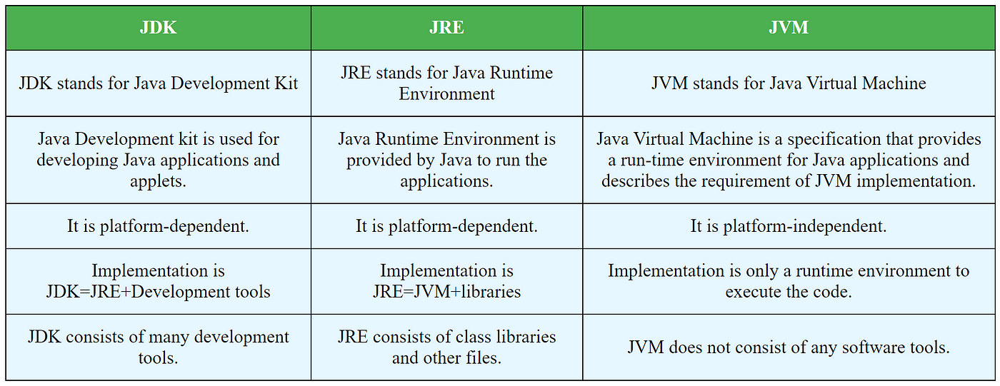 JDK
JRE
JVM
JDK stands for Java Development Kit
JRE stands for Java Runtime
Environment
JVM stands for Java Virtual Machine
Java Development kit is used for
developing Java applications and
applets.
Java Runtime Environment is
provided by Java to run the
applications.
Java Virtual Machine is a specification that provides
a run-time environment for Java applications and
describes the requirement of JVM implementation.
It is platform-dependent.
It is platform-dependent.
It is platform-independent.
Implementation is
JDK=JRE+Development tools
Implementation is
JRE=JVM+libraries
Implementation is only a runtime environment to
execute the code.
JDK consists of many development
tools.
JRE consists of class libraries
and other files.
JVM does not consist of any software tools.